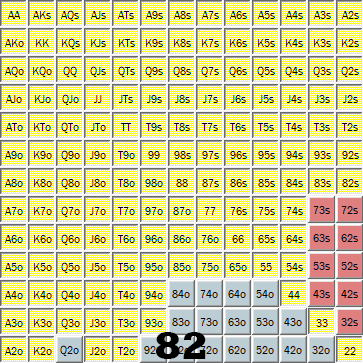 AA AKs AQs AJs ATs A9s A8s A7s A6s A5s A4s A3s A2s
AKo KK KQs KJs KTs K9s K8s K7s K6s K5s K4s K3s K2s
AQo KQo QQ QJs QTs Q9s Q8s Q7s Q6s Q5s Q4s Q3s Q2s
AJo KJo QJo JJ JTs J9s J8s J7s J6s J5s J4s J3s J2s
ATo KTo QTo JTo TT T9s T8s T7s T6s T5s T4s T3s T2s
A9o K9o Q9o J9o T9o 99 98s 97s 96s 95s 94s 93s 92s
A8o K8o Q8o J8o T8o 98o 88 87s 86s 85s 84s 83s 82s
A7o K7o Q7o J7o T7o 97o 87o 77 76s 75s 74s 73s 72s
A6o K6o Q6o J6o T6o 96o 86o 76o 66 65s 64s 63s 62s
A5o K5o Q5o J5o T5o 95o 85o 75o 65o 55 54s 53s 52s
A4o K4o Q4o J4o T4o 94o 84o 74o 64o 54o 44 43s 42s
A3o K3o Q3o J3o T3o 93o 73o 63o 53o 43o 33 32s
A2o K2o Q2o J2o T2o 62o 52o 42o 32o 22
82